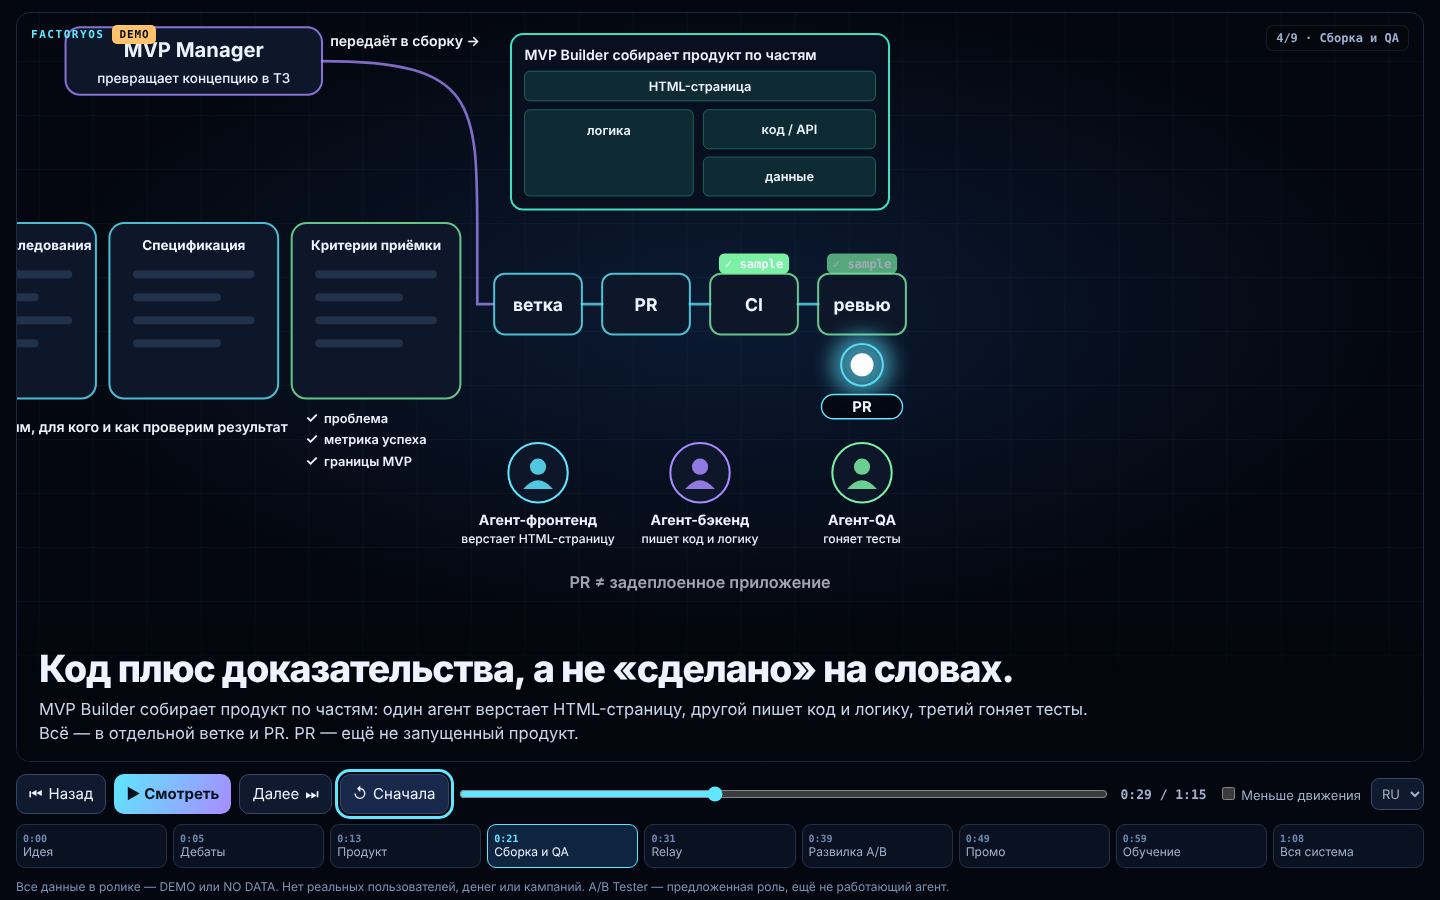 FACTORYOS DEMO
MVP Manager
превращает концепцию в ТЗ
передаёт в сборку →
MVP Builder собирает продукт по частям
HTML-страница
логика
код / API
данные
4/9 · Сборка и QA
ледования
Спецификация
Критерии приёмки
✓ sample
✓ sample
ветка
PR
CI
ревью
PR
для кого и как проверим результат
✓ проблема
✓ метрика успеха
✓ границы MVP
Агент-фронтенд
верстает HTML-страницу
Агент-бэкенд
пишет код и логику
Агент-QA
гоняет тесты
PR ≠ задеплоенное приложение
Код плюс доказательства, а не «сделано» на словах.
MVP Builder собирает продукт по частям: один агент верстает HTML-страницу, другой пишет код и логику, третий гоняет тесты.
Всё — в отдельной ветке и PR. PR — ещё не запущенный продукт.
⏮ Назад
▶ Смотреть
Далее ⏭
↺ Сначала
0:29 / 1:15
Меньше движения
RU
0:00
Идея
0:05
Дебаты
0:13
Продукт
0:21
Сборка и QA
0:31
Relay
0:39
Развилка A/B
0:49
Промо
0:59
Обучение
1:08
Вся система
Все данные в ролике — DEMO или NO DATA. Нет реальных пользователей, денег или кампаний. A/B Tester — предложенная роль, ещё не работающий агент.